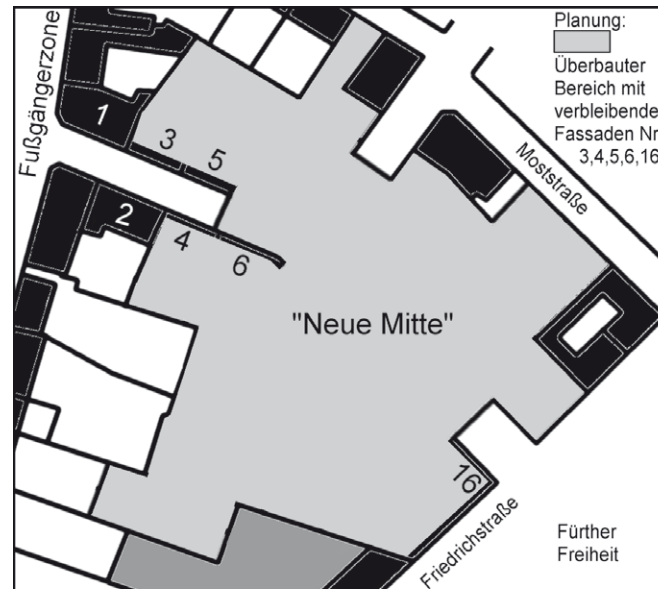 Planung:
Überbauter
Bereich mit
verbleibende
Fassaden Nr
3,4,5,6,16
Fußgängerzone
1
3
5
2
4
6
Moststraße
"Neue Mitte"
16
Friedrichstraße
Fürther
Freiheit